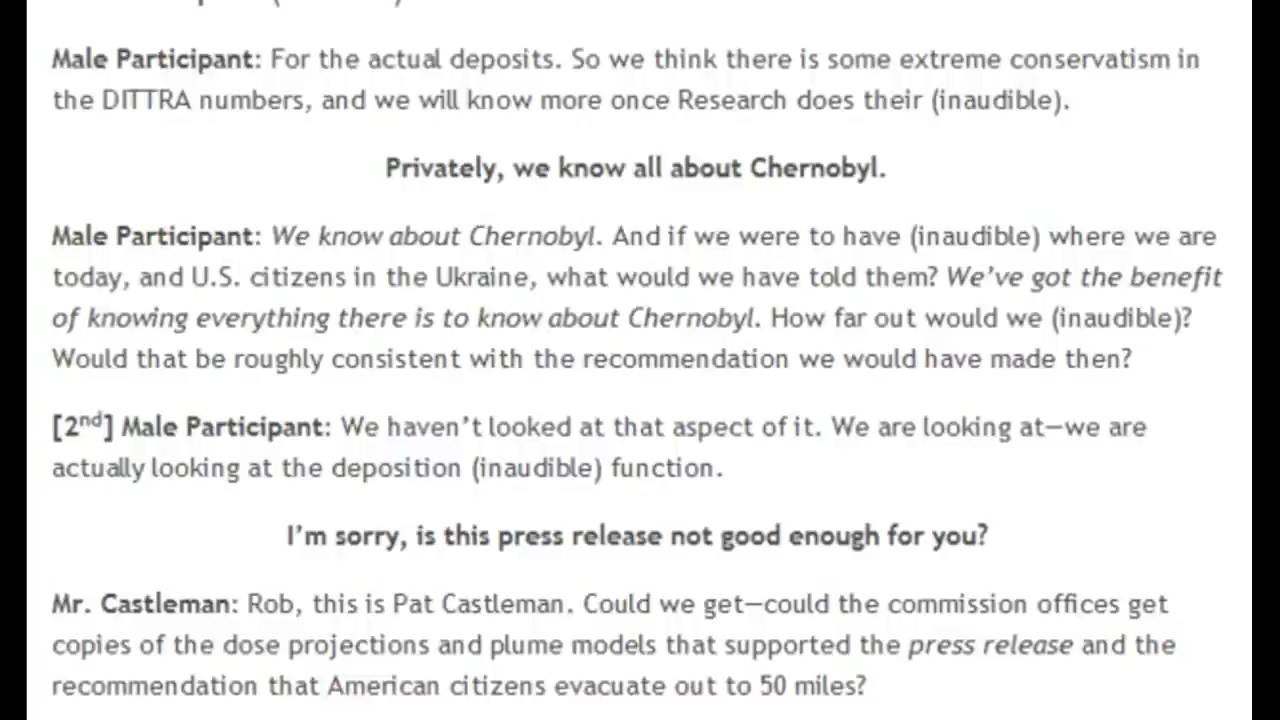 Male Participant: For the actual deposits. So we think there is some extreme conservatism in
the DITTRA numbers, and we will know more once Research does their (inaudible).
Privately, we know all about Chernobyl.
Male Participant: We know about Chernobyl. And if we were to have (inaudible) where we are
today, and U.S. citizens in the Ukraine, what would we have told them? We’ve got the benefit
of knowing everything there is to know about Chernobyl. How far out would we (inaudible)?
Would that be roughly consistent with the recommendation we would have made then?
[2nd] Male Participant: We haven’t looked at that aspect of it. We are looking at—we are
actually looking at the deposition (inaudible) function.
I’m sorry, is this press release not good enough for you?
Mr. Castleman: Rob, this is Pat Castleman. Could we get—could the commission offices get
copies of the dose projections and plume models that supported the press release and the
recommendation that American citizens evacuate out to 50 miles?